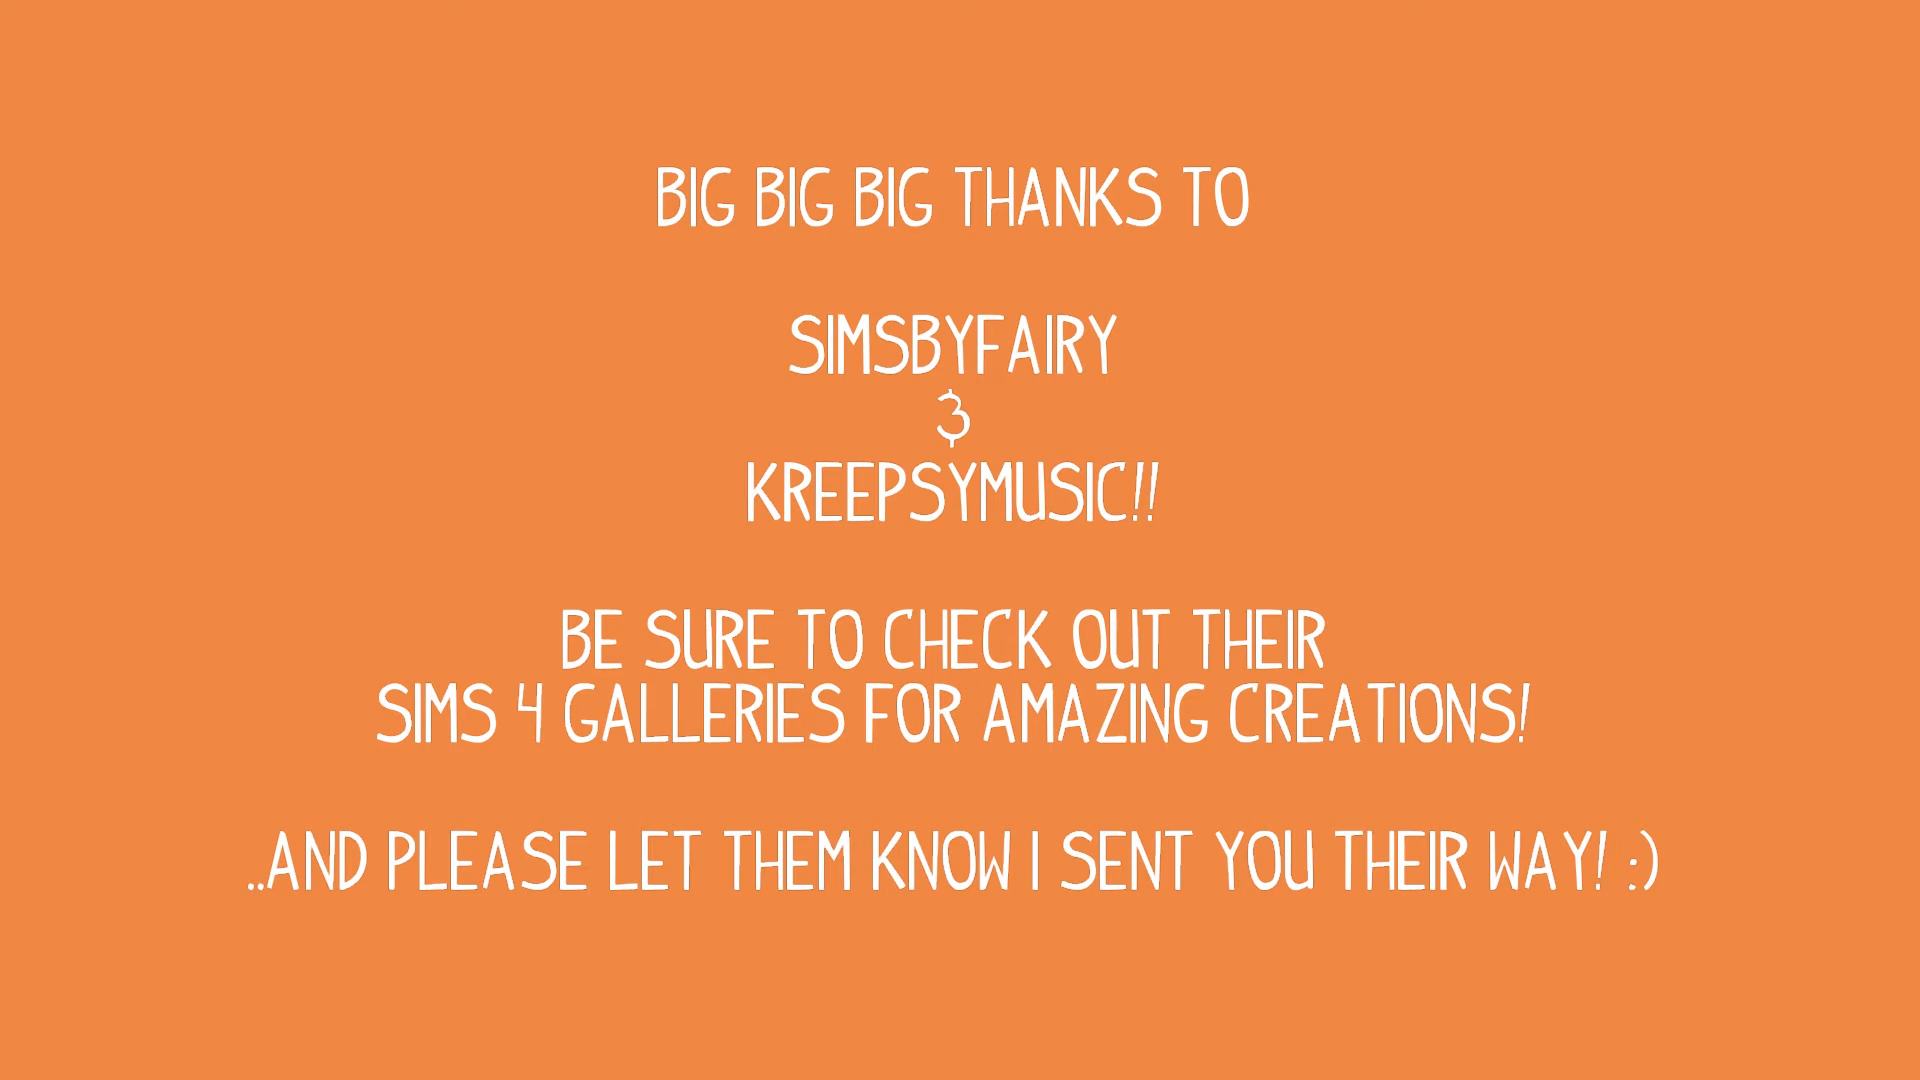 BIG BIG BIG THANKS TO
SIMSBYFAIRY
&
KREEPSYMUSIC!!
BE SURE TO CHECK OUT THEIR
SIMS 4 GALLERIES FOR AMAZING CREATIONS!
..AND PLEASE LET THEM KNOW I SENT YOU THEIR WAY! :)